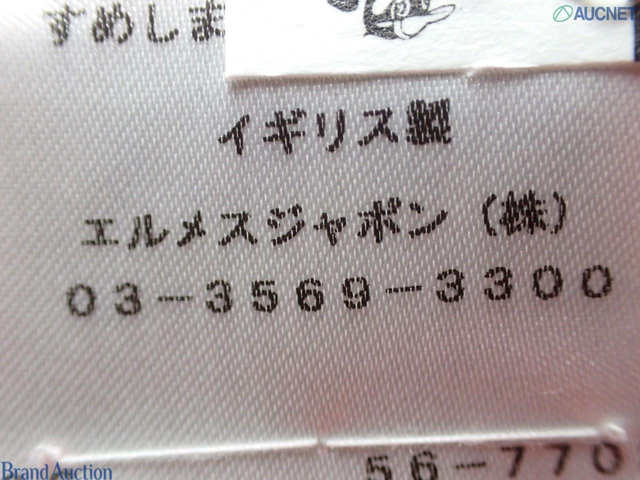 すめしま
AUCNET
イギリス製
エルメスジャポン（株）
03-3569-3300
56-770
Brand Auction